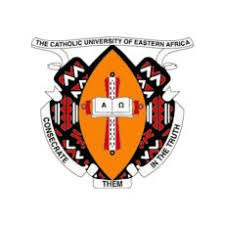 THE CATHOLIC UNIVERSITY OF EASTERN AFRICA
Α Ω
CONSECRATE
THEM
IN THE TRUTH